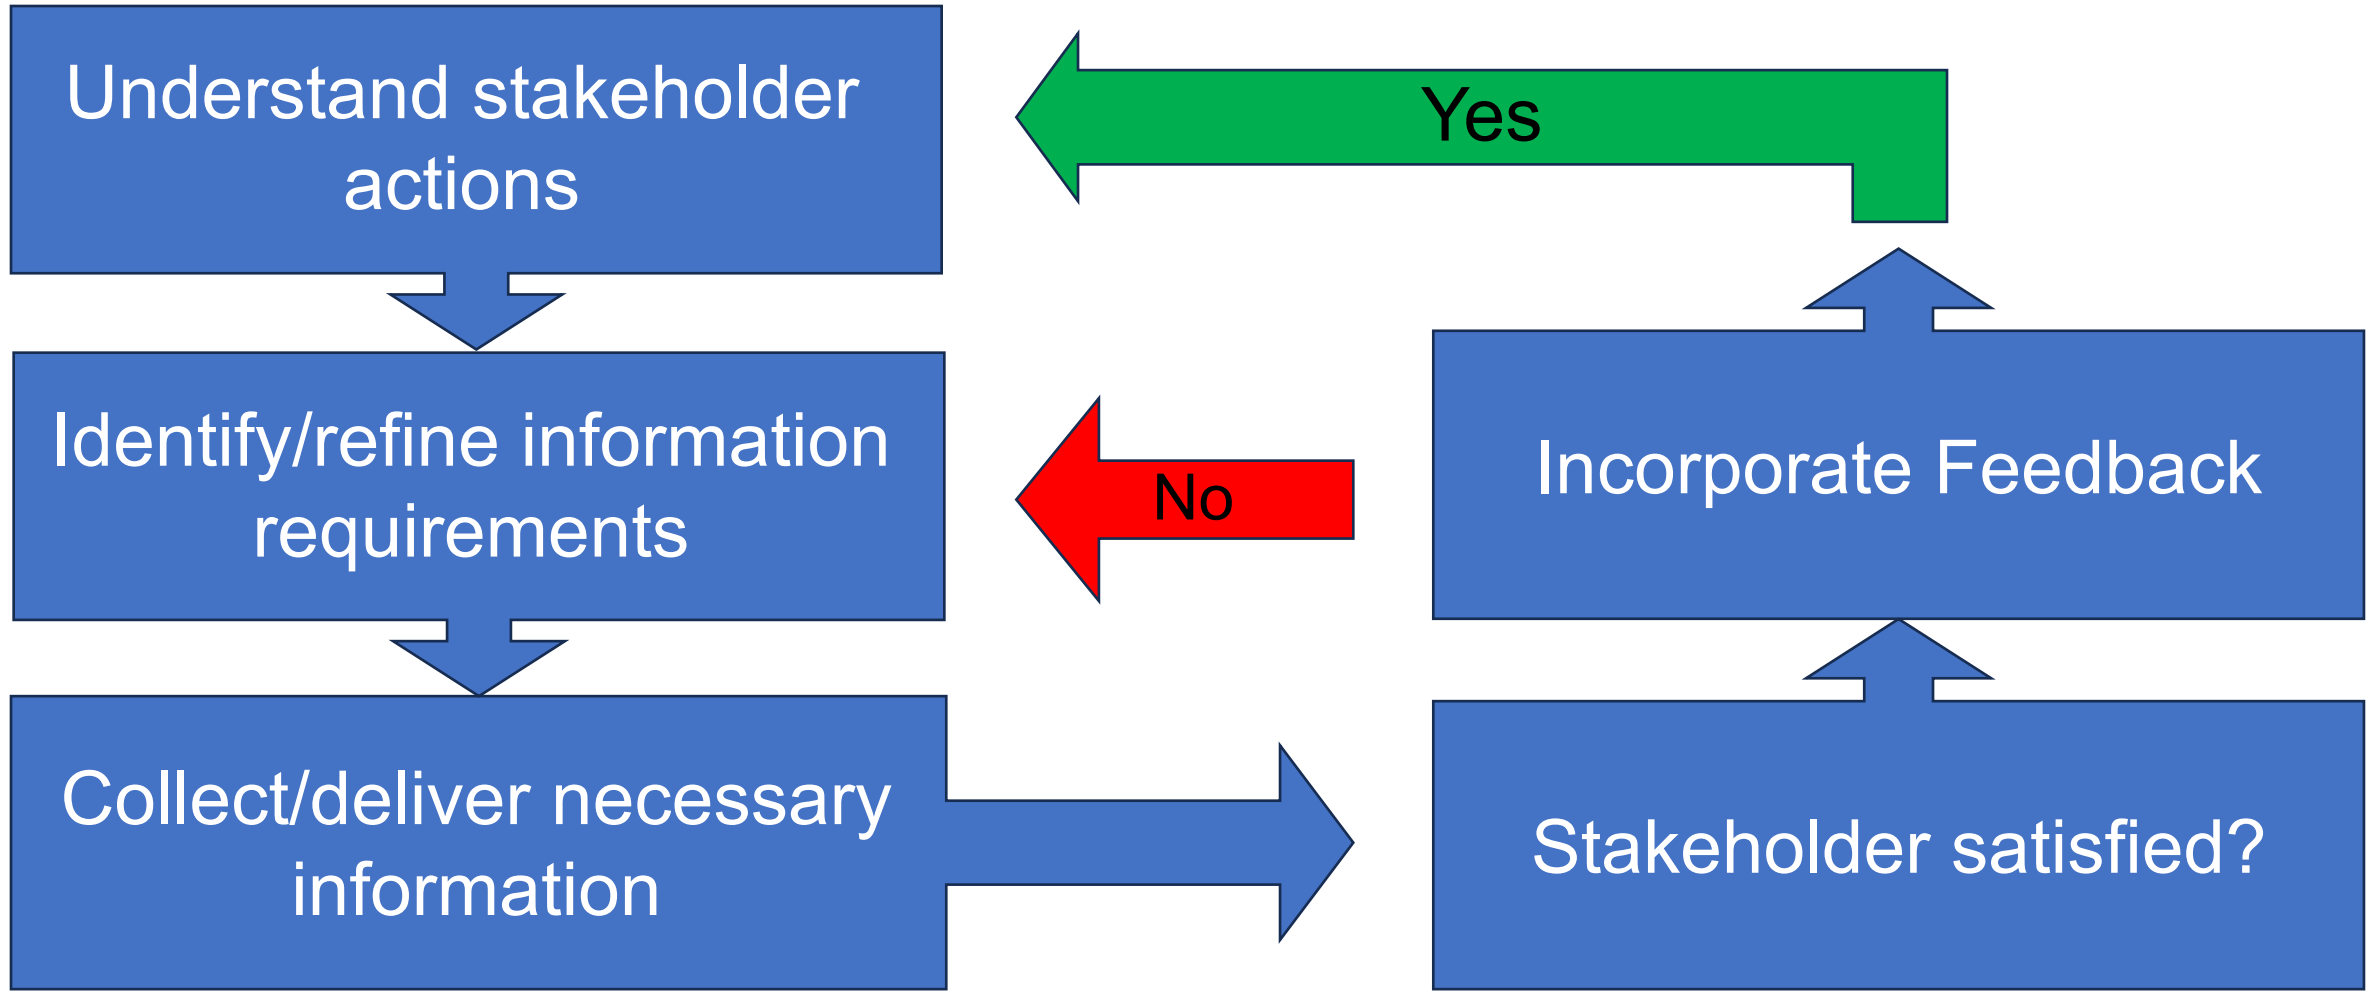 Understand stakeholder
actions
Yes
Identify/refine information
requirements
No
Incorporate Feedback
Collect/deliver necessary
information
Stakeholder satisfied?